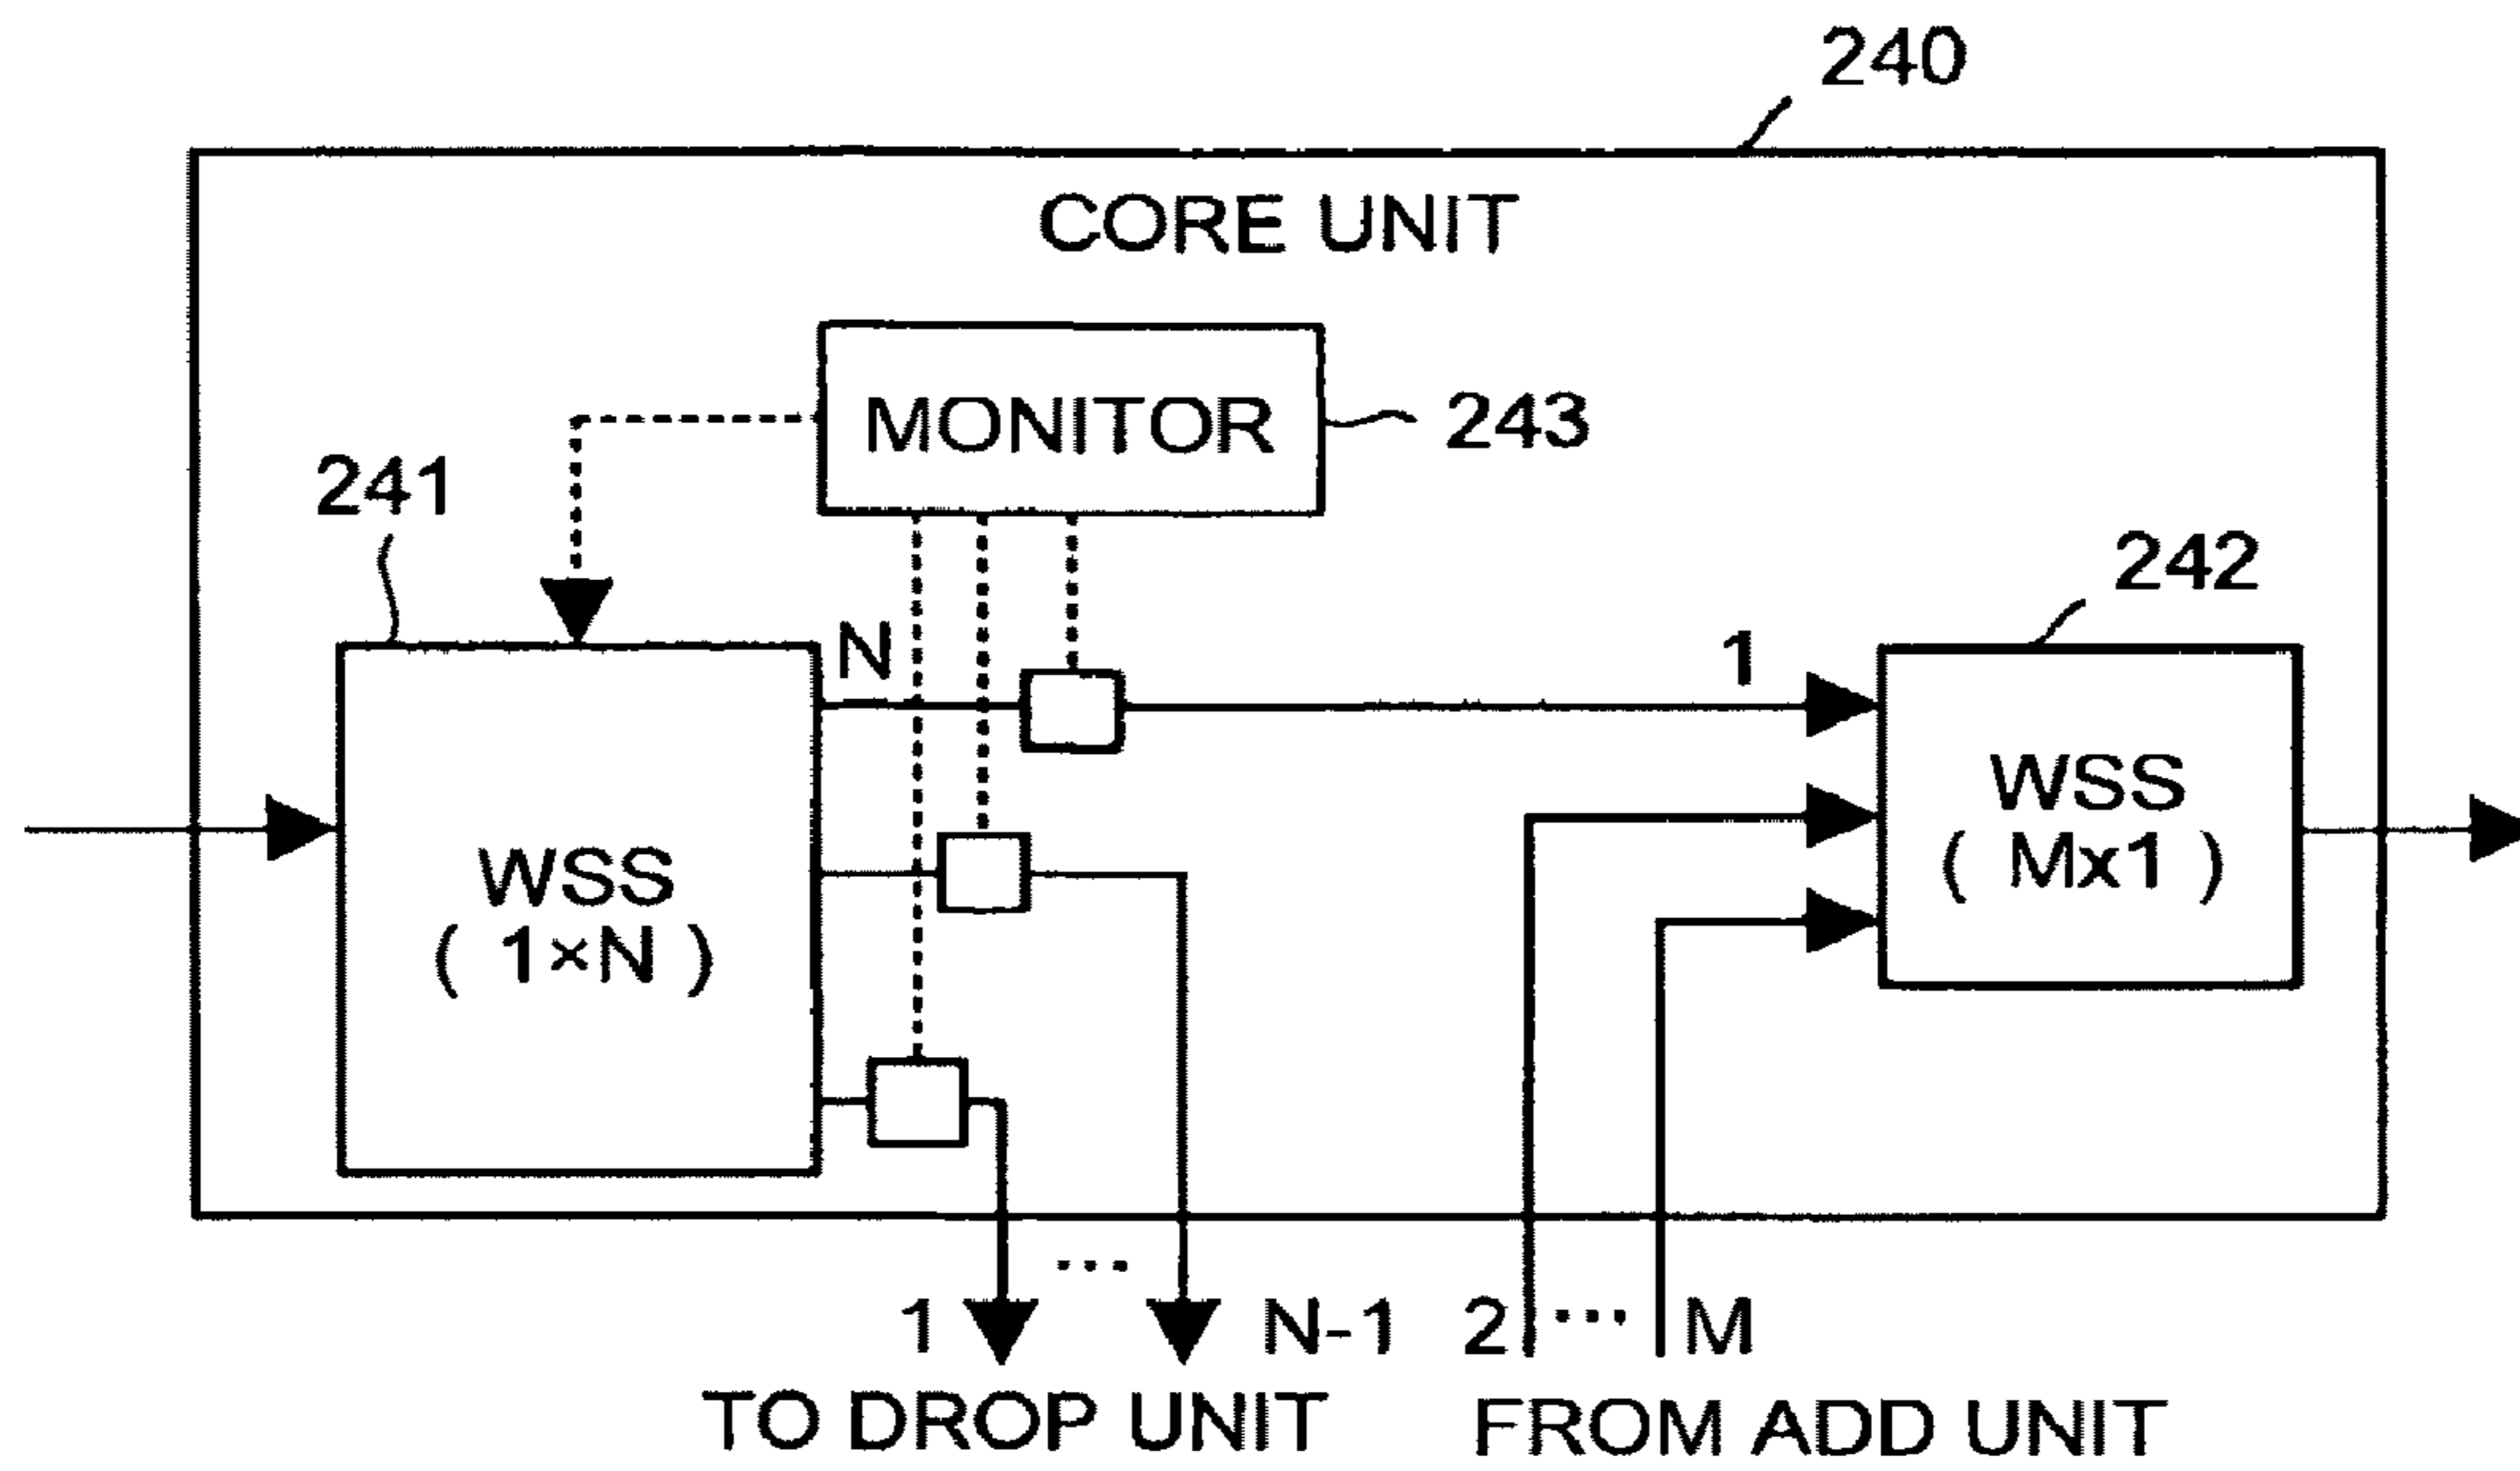 240
CORE UNIT
MONITOR
243
241
242
N
1
WSS
( Mx1 )
WSS
( 1×N )
...
1
N-1
2
...
M
TO DROP UNIT
FROM ADD UNIT